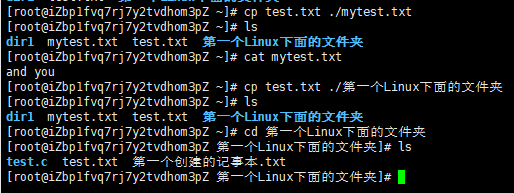 [root@iZbp1fvq7rj7y2tvdhom3pZ ~]# cp test.txt ./mytest.txt
[root@iZbp1fvq7rj7y2tvdhom3pZ ~]# ls
dir1  mytest.txt  test.txt  第一个Linux下面的文件夹
[root@iZbp1fvq7rj7y2tvdhom3pZ ~]# cat mytest.txt
and you
[root@iZbp1fvq7rj7y2tvdhom3pZ ~]# cp test.txt ./第一个Linux下面的文件夹
[root@iZbp1fvq7rj7y2tvdhom3pZ ~]# ls
dir1  mytest.txt  test.txt  第一个Linux下面的文件夹
[root@iZbp1fvq7rj7y2tvdhom3pZ ~]# cd 第一个Linux下面的文件夹
[root@iZbp1fvq7rj7y2tvdhom3pZ 第一个Linux下面的文件夹]# ls
test.c  test.txt  第一个创建的记事本.txt
[root@iZbp1fvq7rj7y2tvdhom3pZ 第一个Linux下面的文件夹]#